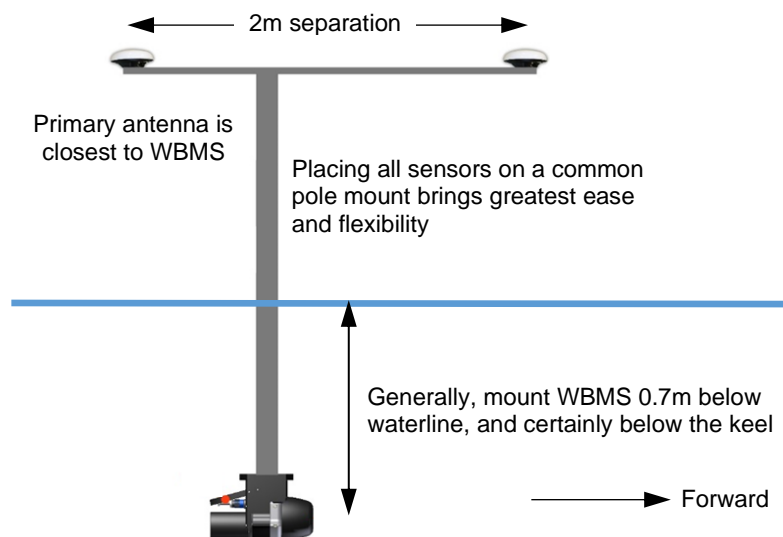 2m separation
Primary antenna is
closest to WBMS
Placing all sensors on a common
pole mount brings greatest ease
and flexibility
Generally, mount WBMS 0.7m below
waterline, and certainly below the keel
Forward